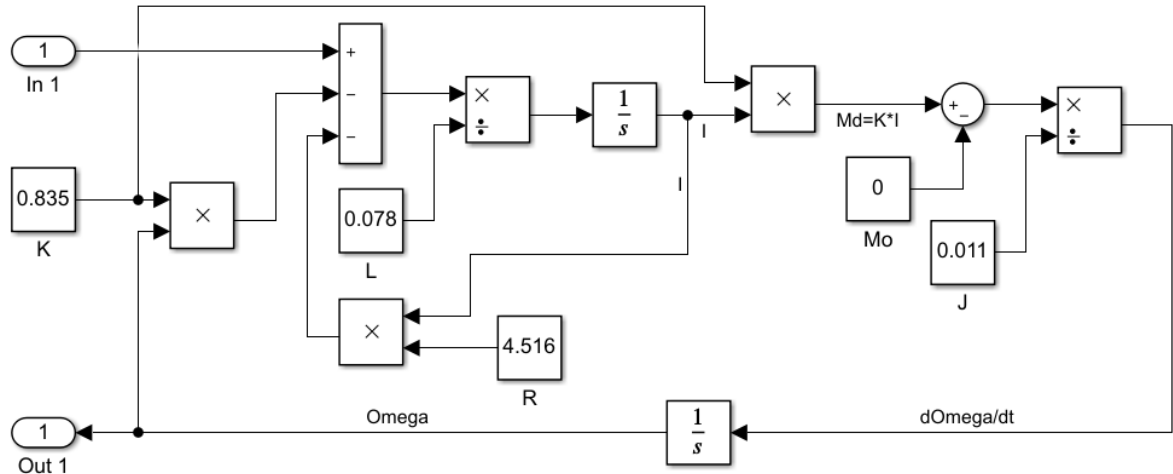 1
In 1
+
−
−
×
÷
1
s
I
×
Md=K*I
+
−
×
÷
0.835
K
×
0.078
L
I
0
Mo
0.011
J
×
4.516
R
1
Out 1
Omega
1
s
dOmega/dt